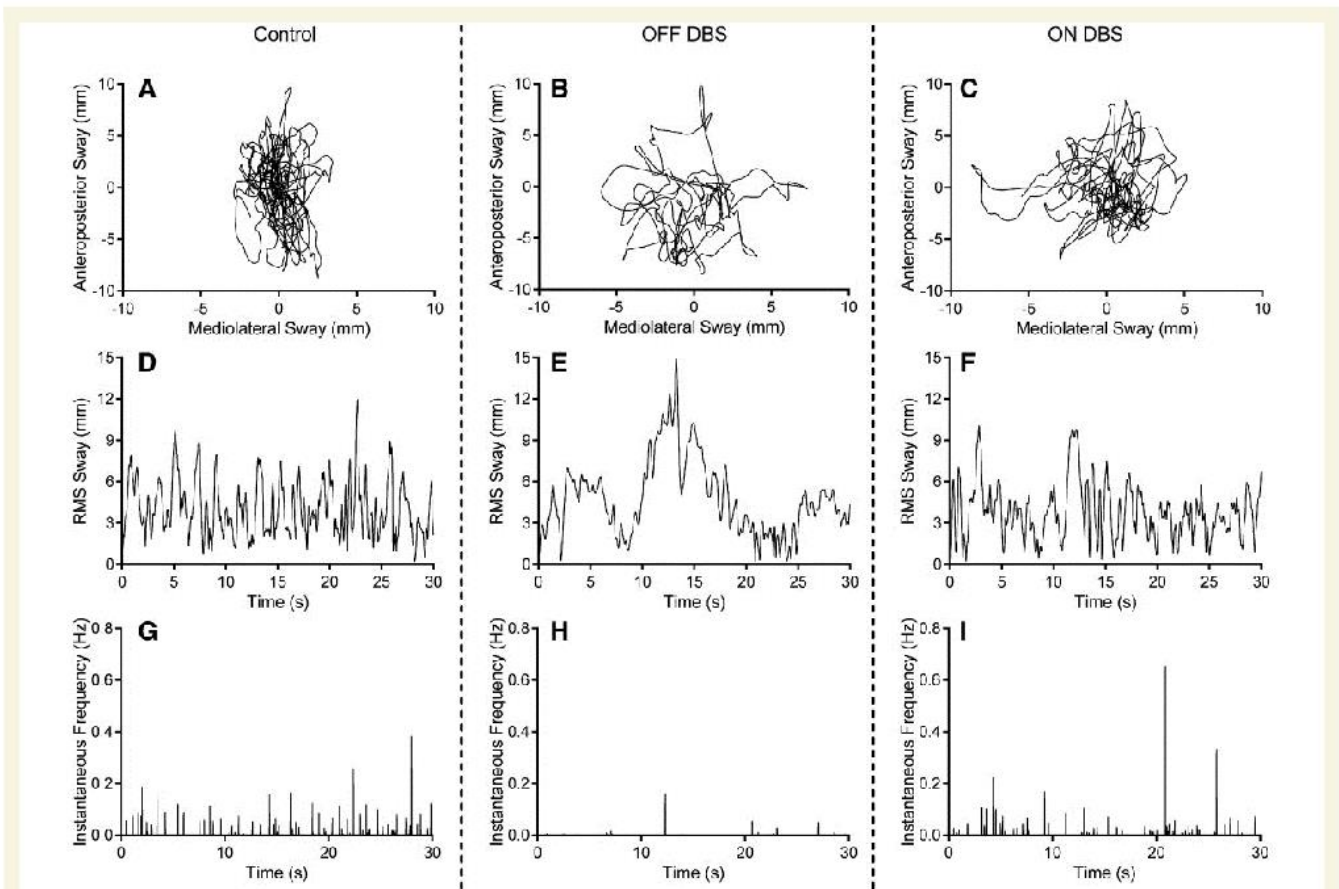 Control OFF DBS ON DBS
A B C
Anteroposterior Sway (mm) Anteroposterior Sway (mm) Anteroposterior Sway (mm)
10 10 10
5 5 5
0 0 0
-5 -5 -5
-10 -10 -10
-10 -5 0 5 10 -10 -5 0 5 10 -10 -5 0 5 10
Mediolateral Sway (mm) Mediolateral Sway (mm) Mediolateral Sway (mm)
D E F
RMS Sway (mm) RMS Sway (mm) RMS Sway (mm)
15 15 15
12 12 12
9 9 9
6 6 6
3 3 3
0 0 0
0 5 10 15 20 25 30 0 5 10 15 20 25 30 0 5 10 15 20 25 30
Time (s) Time (s) Time (s)
G H I
Instantaneous Frequency (Hz) Instantaneous Frequency (Hz) Instantaneous Frequency (Hz)
0.8 0.8 0.8
0.6 0.6 0.6
0.4 0.4 0.4
0.2 0.2 0.2
0.0 0.0 0.0
0 10 20 30 0 10 20 30 0 10 20 30
Time (s) Time (s) Time (s)